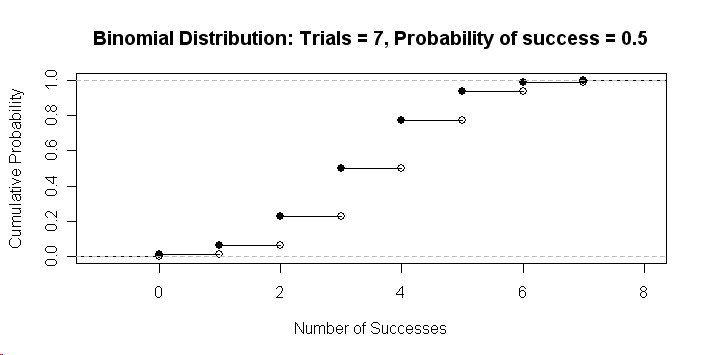 Binomial Distribution: Trials = 7, Probability of success = 0.5
Cumulative Probability
1.0
0.8
0.6
0.4
0.2
0.0
0 2 4 6 8
Number of Successes